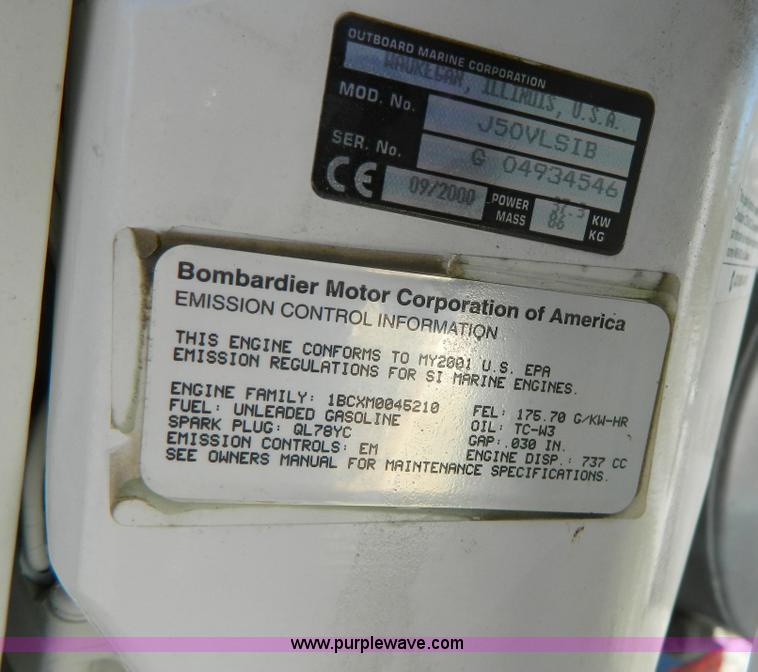 OUTBOARD MARINE CORPORATION
WAUKEGAN, ILLINOIS, U.S.A.
MOD. No. J50VLSIB
SER. No. G 04934546
CE 09/2000 POWER 37.3 KW
MASS 86 KG
Bombardier Motor Corporation of America
EMISSION CONTROL INFORMATION
THIS ENGINE CONFORMS TO MY2001 U.S. EPA
EMISSION REGULATIONS FOR SI MARINE ENGINES.
ENGINE FAMILY: 1BCXM0045210 FEL: 175.70 G/KW-HR
FUEL: UNLEADED GASOLINE OIL: TC-W3
SPARK PLUG: QL78YC GAP: .030 IN.
EMISSION CONTROLS: EM ENGINE DISP.: 737 CC
SEE OWNERS MANUAL FOR MAINTENANCE SPECIFICATIONS.
www.purplewave.com